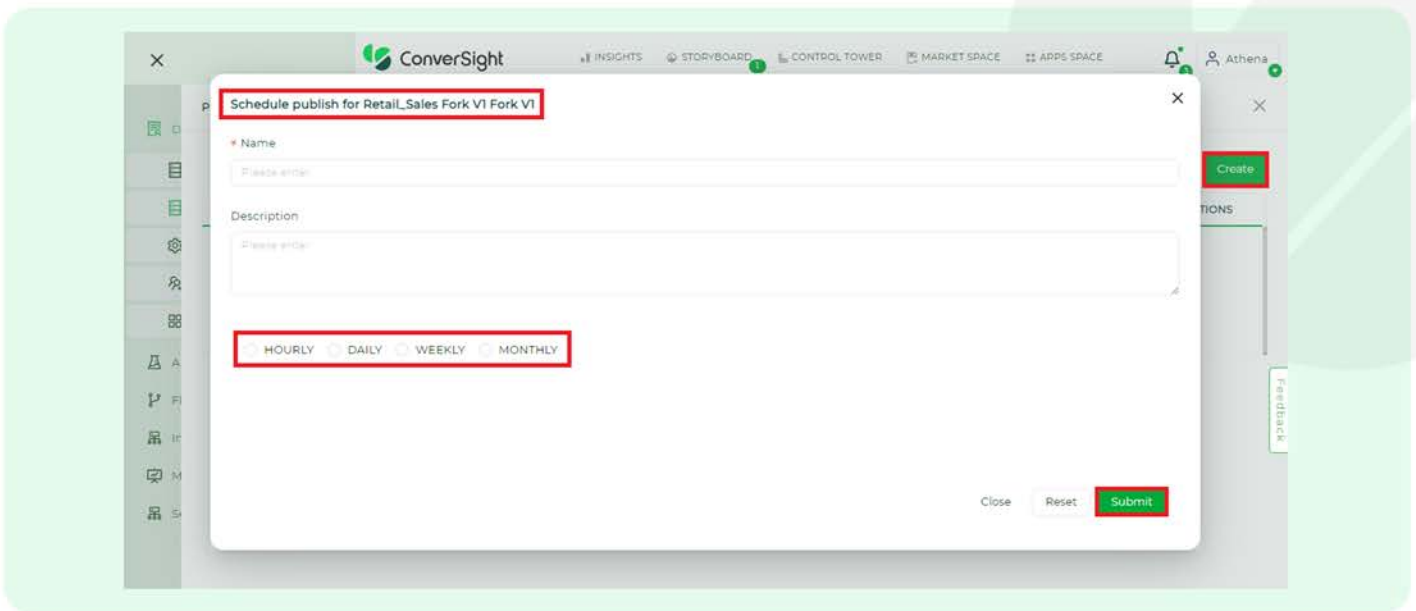 ConverSight
INSIGHTS STORYBOARD CONTROL TOWER MARKET SPACE APPS SPACE Athena
1
Schedule publish for Retail_Sales Fork V1 Fork V1
* Name
Please enter
Create
Description
TIONS
Please enter
HOURLY DAILY WEEKLY MONTHLY
Feedback
Close Reset Submit